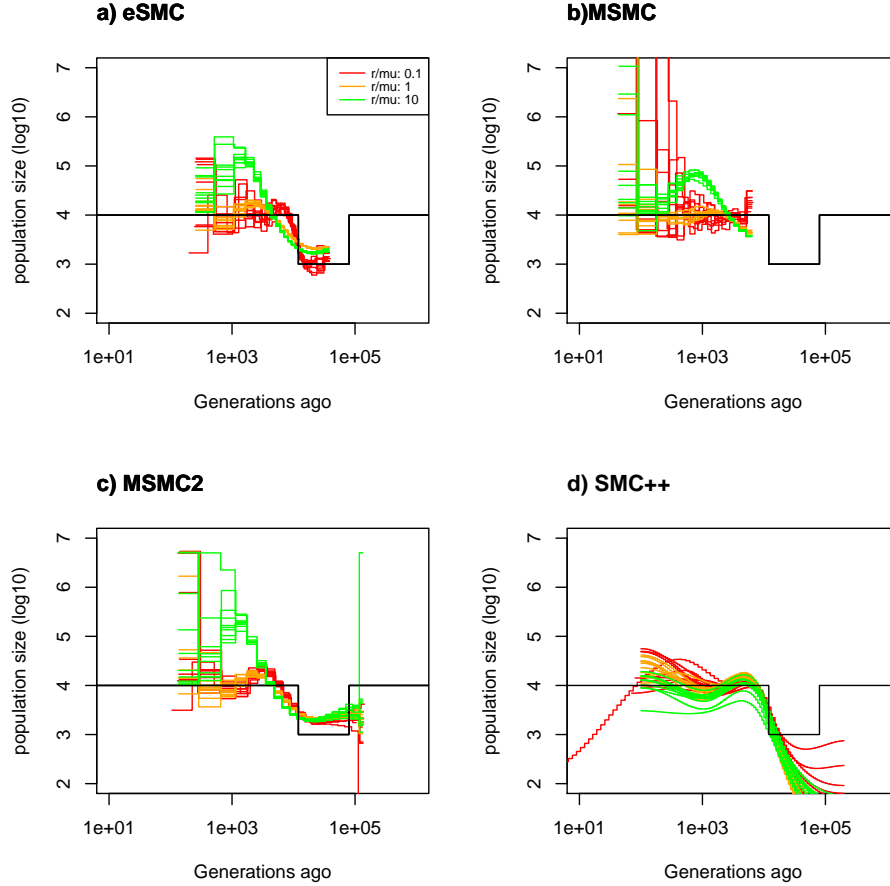 a) eSMC
b)MSMC
population size (log10)
7
6
5
4
3
2
r/mu: 0.1
r/mu: 1
r/mu: 10
1e+01
1e+03
1e+05
Generations ago
population size (log10)
7
6
5
4
3
2
1e+01
1e+03
1e+05
Generations ago
c) MSMC2
d) SMC++
population size (log10)
7
6
5
4
3
2
1e+01
1e+03
1e+05
Generations ago
population size (log10)
7
6
5
4
3
2
1e+01
1e+03
1e+05
Generations ago